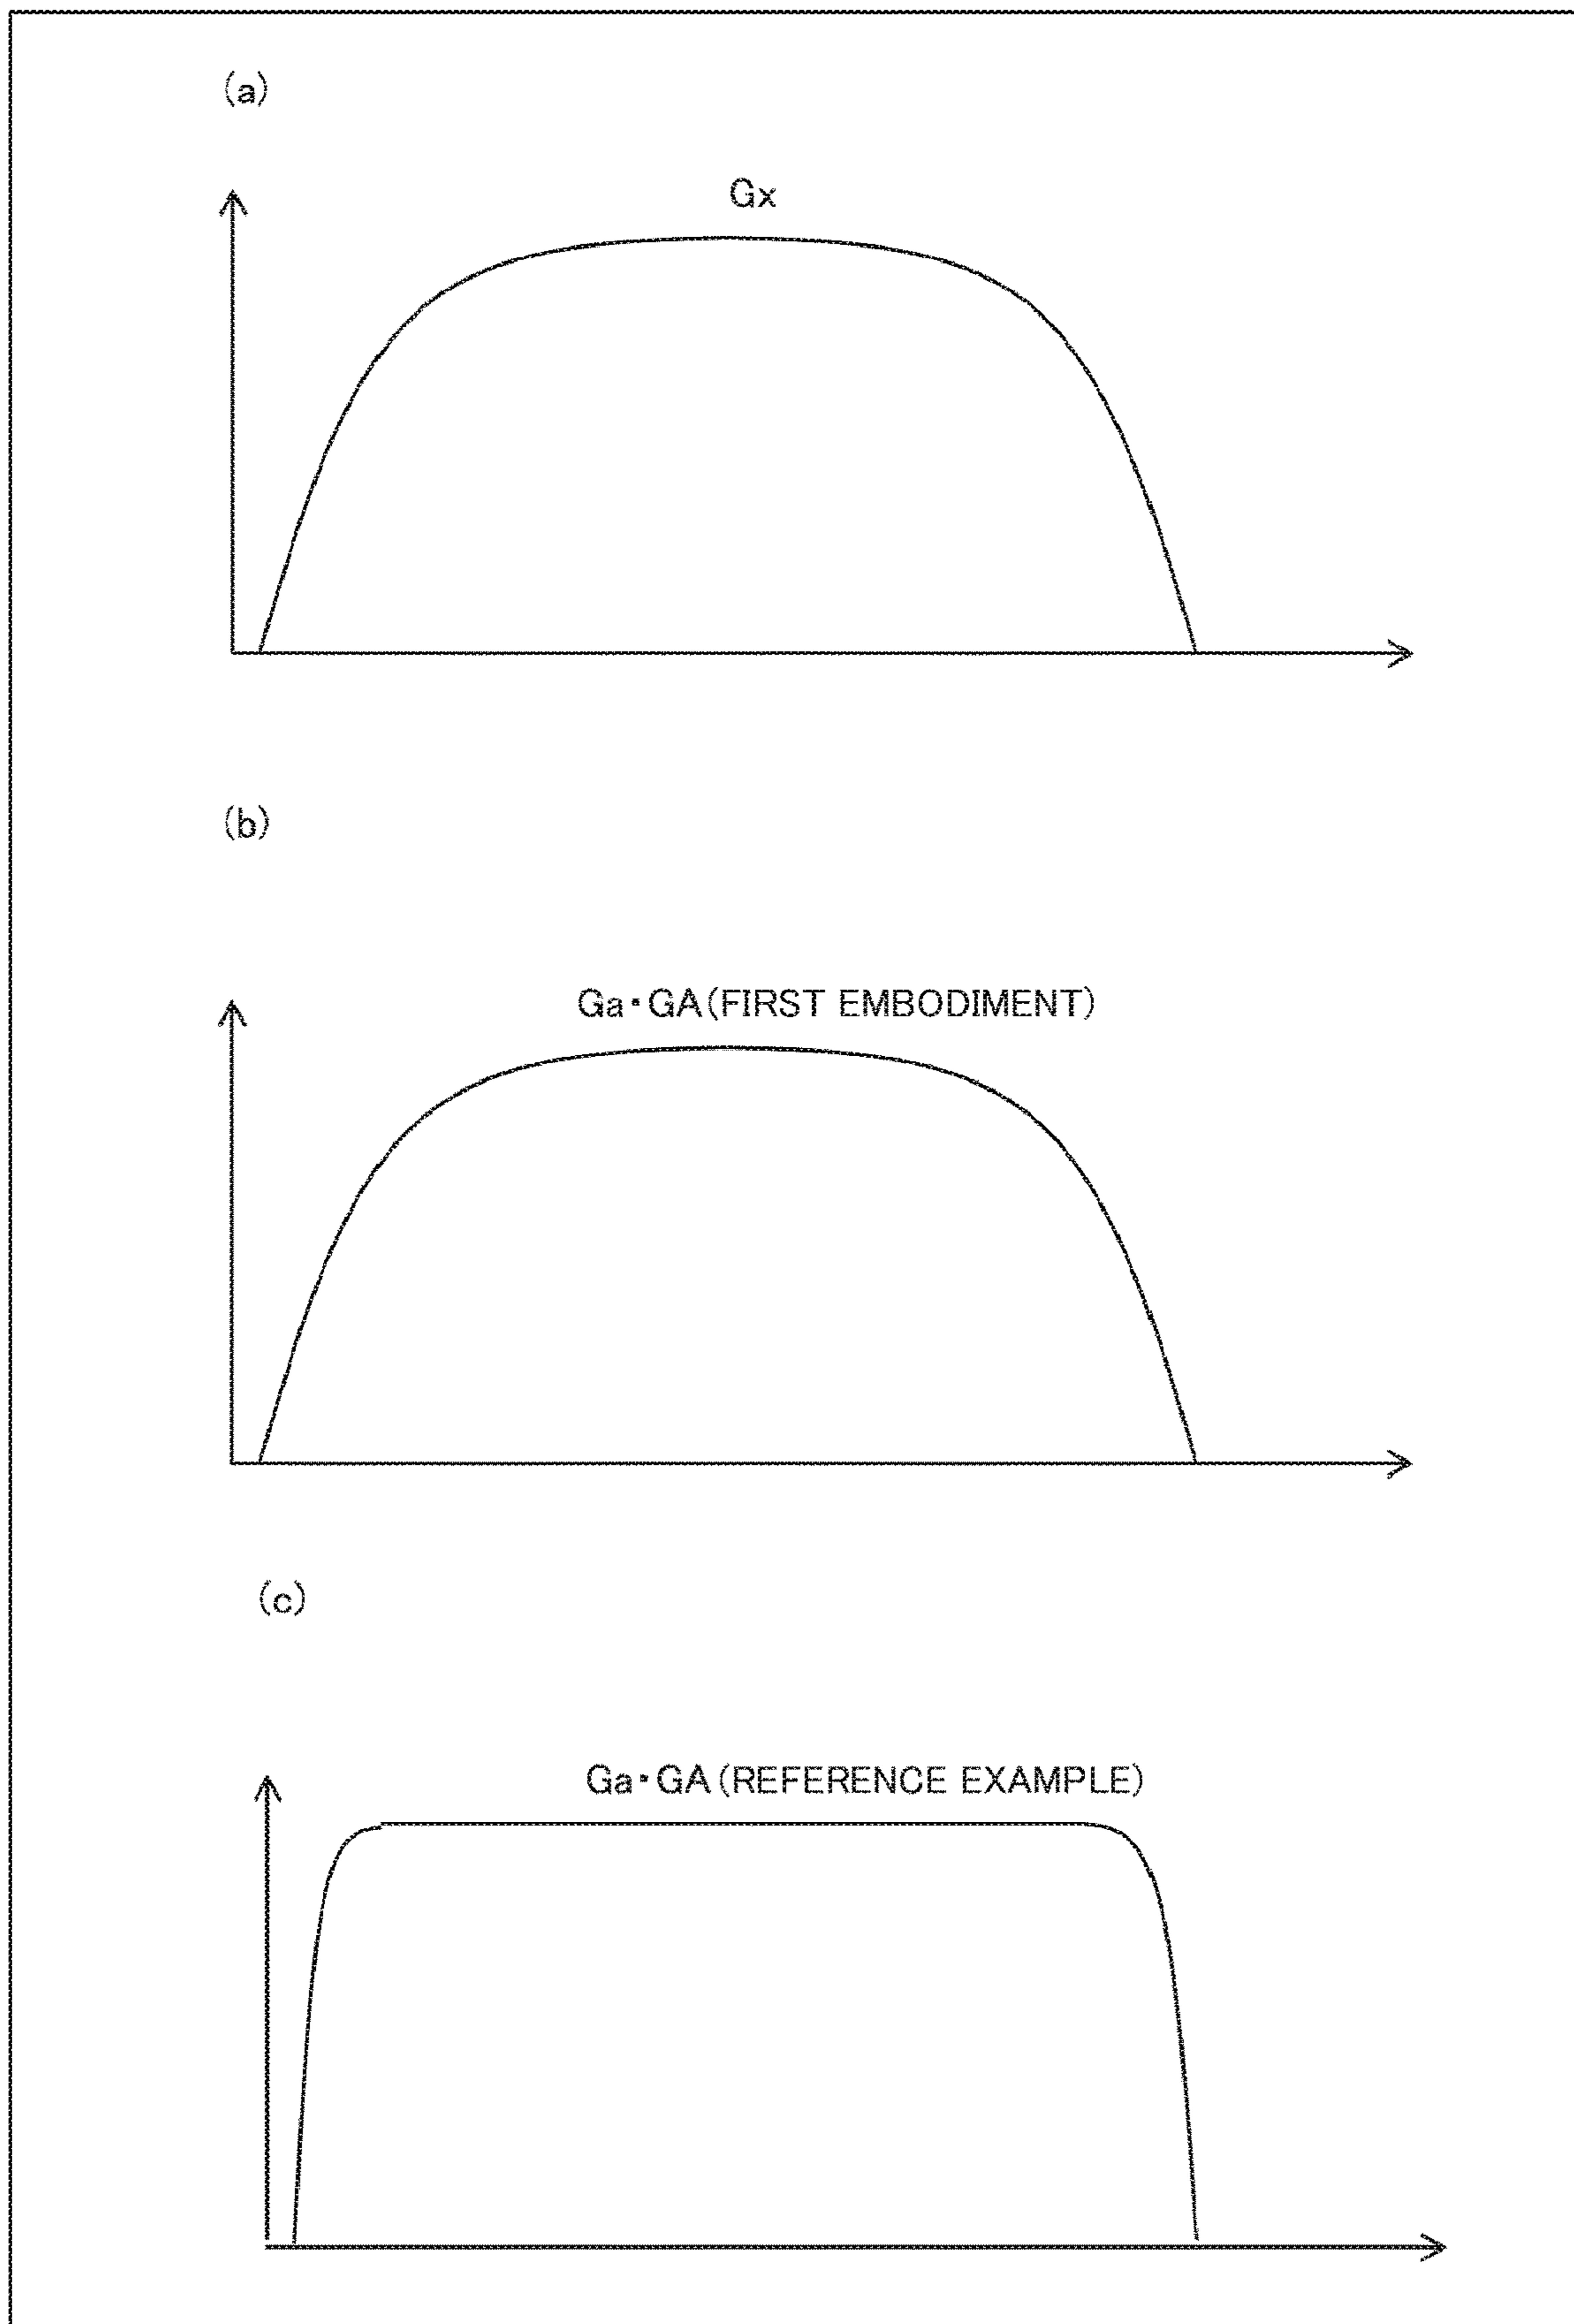 (a)
Gx
(b)
Ga・GA(FIRST EMBODIMENT)
(c)
Ga・GA(REFERENCE EXAMPLE)